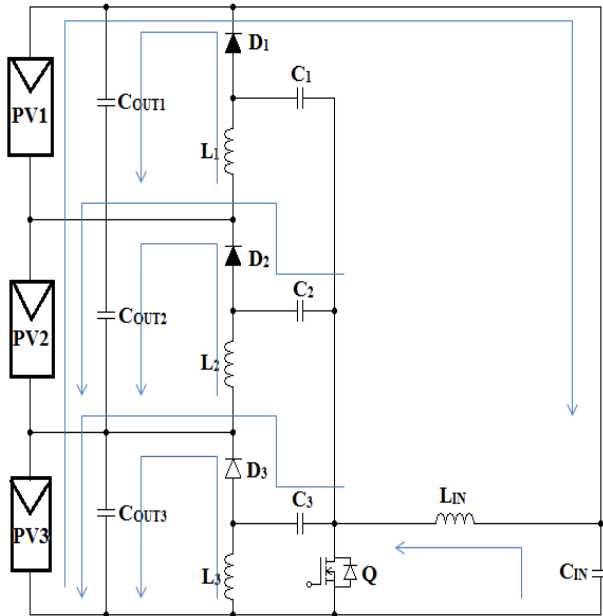 D1
C1
PV1
COUT1
L1
D2
C2
PV2
COUT2
L2
D3
C3
LIN
PV3
COUT3
L3
Q
CIN